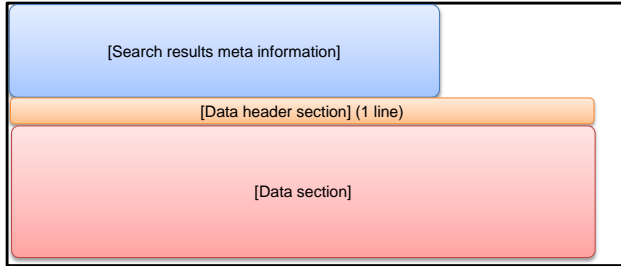 [Search results meta information]
[Data header section] (1 line)
[Data section]